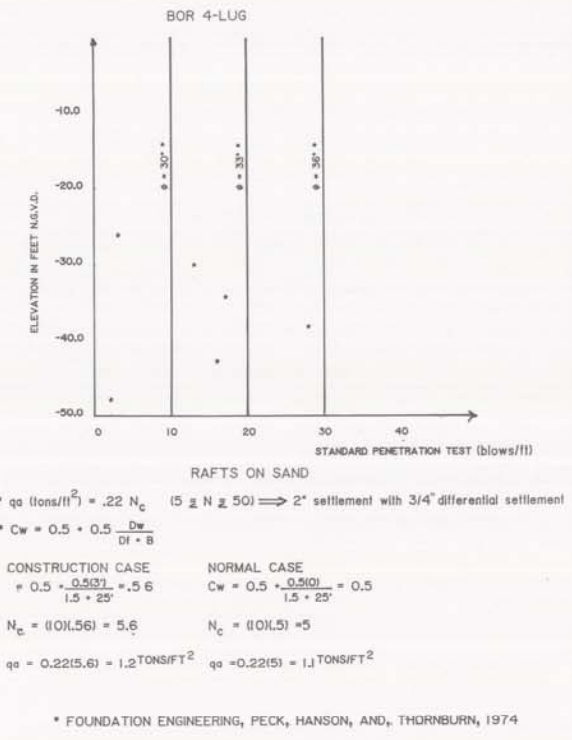 BOR 4-LUG
-10.0
-20.0
-30.0
-40.0
-50.0
ELEVATION IN FEET N.G.V.D.
ϕ = 30° *
ϕ = 33° *
ϕ = 36° *
0 10 20 30 40
STANDARD PENETRATION TEST (blows/ft)
RAFTS ON SAND
* qa (tons/ft²) = .22 Nc (5 ≤ N ≤ 50) ⟹ 2" settlement with 3/4" differential settlement
* Cw = 0.5 + 0.5 Dw / Df + B
CONSTRUCTION CASE NORMAL CASE
= 0.5 + 0.5(3') / 1.5 + 25' = .56 Cw = 0.5 + 0.5(0) / 1.5 + 25' = 0.5
Nc = (10)(.56) = 5.6 Nc = (10)(.5) =5
qa = 0.22(5.6) = 1.2 TONS/FT² qa =0.22(5) = 1.1 TONS/FT²
* FOUNDATION ENGINEERING, PECK, HANSON, AND, THORNBURN, 1974